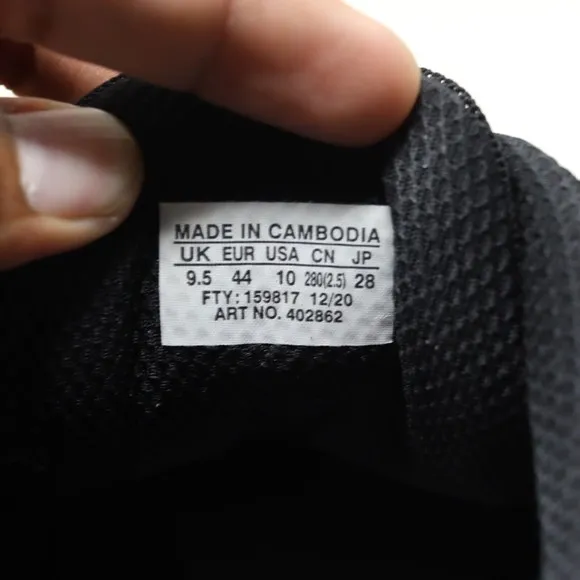 MADE IN CAMBODIA
UK EUR USA CN JP
9.5 44 10 280(2.5) 28
FTY: 159817 12/20
ART NO. 402862